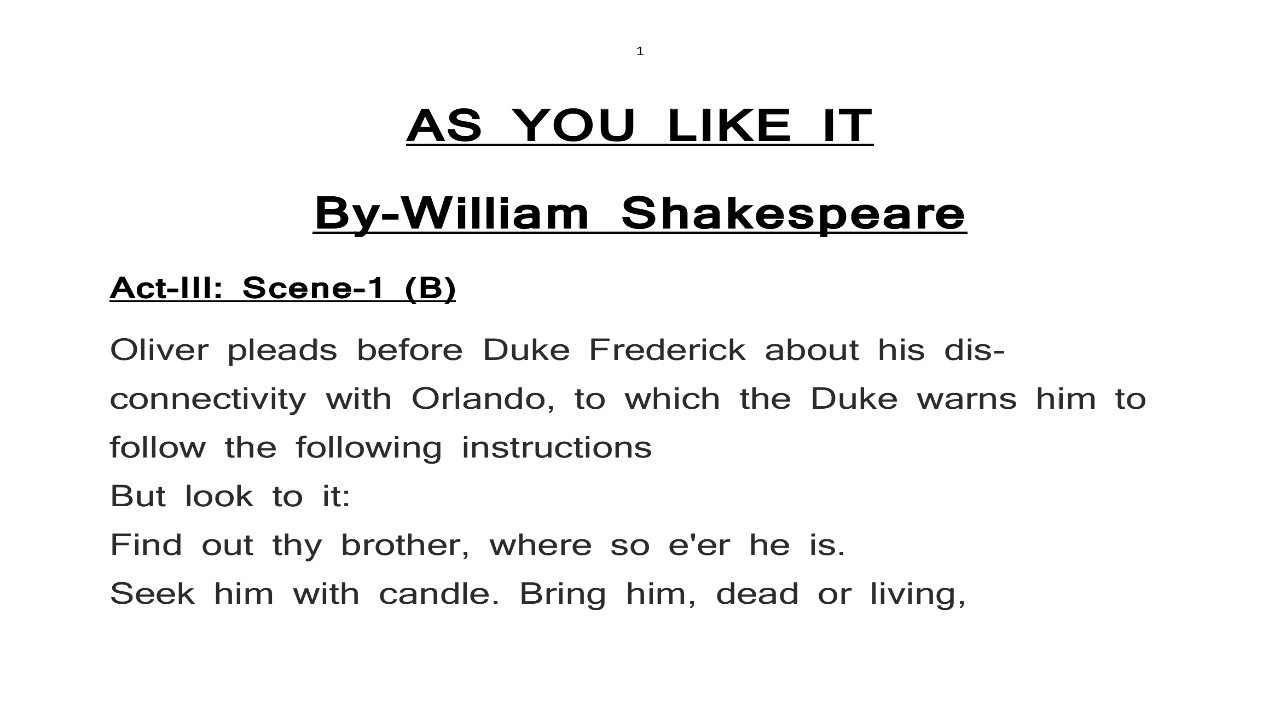 1
AS YOU LIKE IT
By-William Shakespeare
Act-III: Scene-1 (B)
Oliver pleads before Duke Frederick about his dis-
connectivity with Orlando, to which the Duke warns him to
follow the following instructions
But look to it:
Find out thy brother, where so e'er he is.
Seek him with candle. Bring him, dead or living,